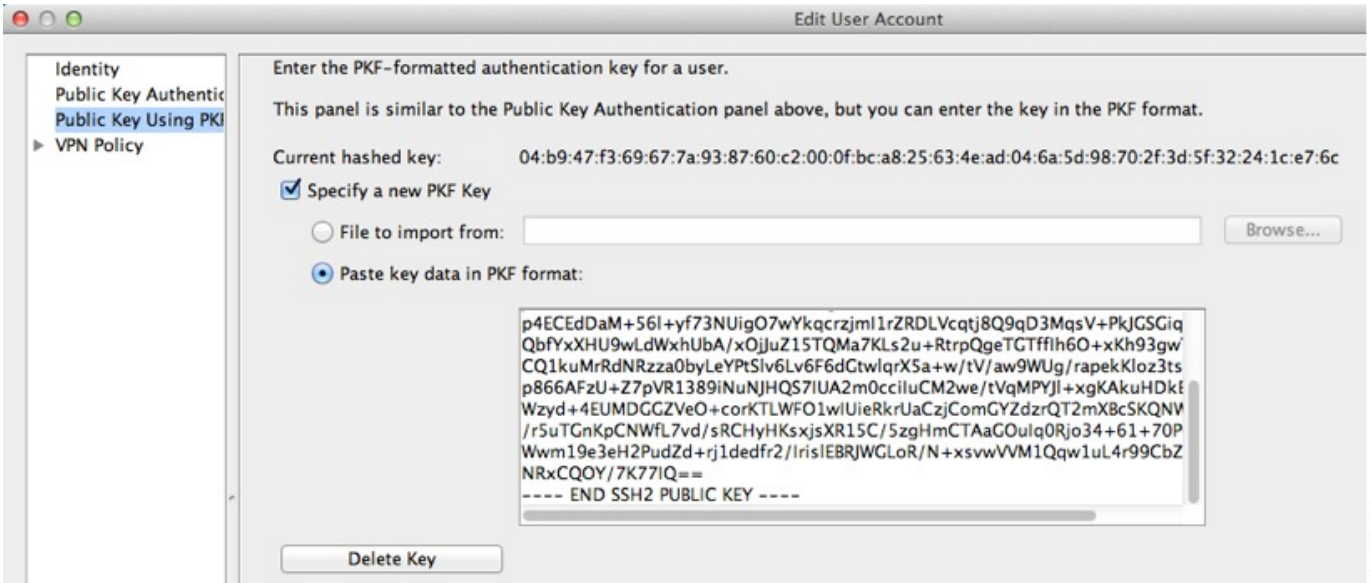 Edit User Account
Identity
Public Key Authentic
Public Key Using PKF
VPN Policy
Enter the PKF-formatted authentication key for a user.
This panel is similar to the Public Key Authentication panel above, but you can enter the key in the PKF format.
Current hashed key: 04:b9:47:f3:69:67:7a:93:87:60:c2:00:0f:bc:a8:25:63:4e:ad:04:6a:5d:98:70:2f:3d:5f:32:24:1c:e7:6c
Specify a new PKF Key
File to import from:
Browse...
Paste key data in PKF format:
p4ECEdDaM+56l+yf73NUigO7wYkqcrzjml1rZRDLVcqtj8Q9qD3MqsV+PkJGSGiq
QbfYxXHU9wLdWxhUbA/xOjJuZ15TQMa7KLs2u+RtrpQgeTGTfflh6O+xKh93gw
CQ1kuMrRdNRzza0byLeYPtSlv6Lv6F6dGtwlqrX5a+w/tV/aw9WUg/rapekKloz3ts
p866AFzU+Z7pVR1389iNuNJHQS7IUA2m0cciluCM2we/tVqMPYJl+xgKAkuHDkE
Wzyd+4EUMDGGZVeO+corKTLWFO1wlUieRkrUaCzjComGYZdzrQT2mXBcSKQNW
/r5uTGnKpCNWfL7vd/sRCHyHKsxjsXR15C/5zgHmCTAaGOulq0Rjo34+61+70P
Wwm19e3eH2PudZd+rj1dedfr2/IrislEBRJWGLoR/N+xsvwVVM1Qqw1uL4r99CbZ
NRxCQOY/7K77IQ==
---- END SSH2 PUBLIC KEY ----
Delete Key